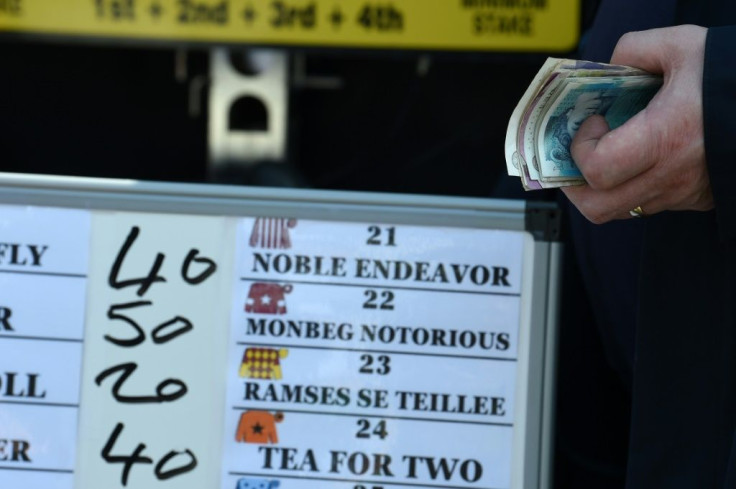 1st + 2nd + 3rd + 4th
MINIMUM
STAKE
FLY
40
21
NOBLE ENDEAVOR
50
22
MONBEG NOTORIOUS
OLL
20
23
RAMSES SE TEILLEE
ER
40
24
TEA FOR TWO